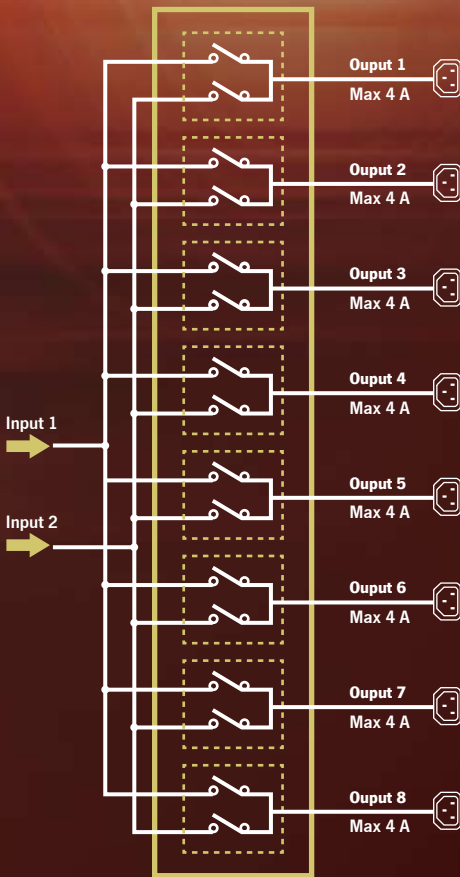 Ouput 1
Max 4 A
Ouput 2
Max 4 A
Ouput 3
Max 4 A
Ouput 4
Max 4 A
Input 1
Ouput 5
Max 4 A
Input 2
Ouput 6
Max 4 A
Ouput 7
Max 4 A
Ouput 8
Max 4 A